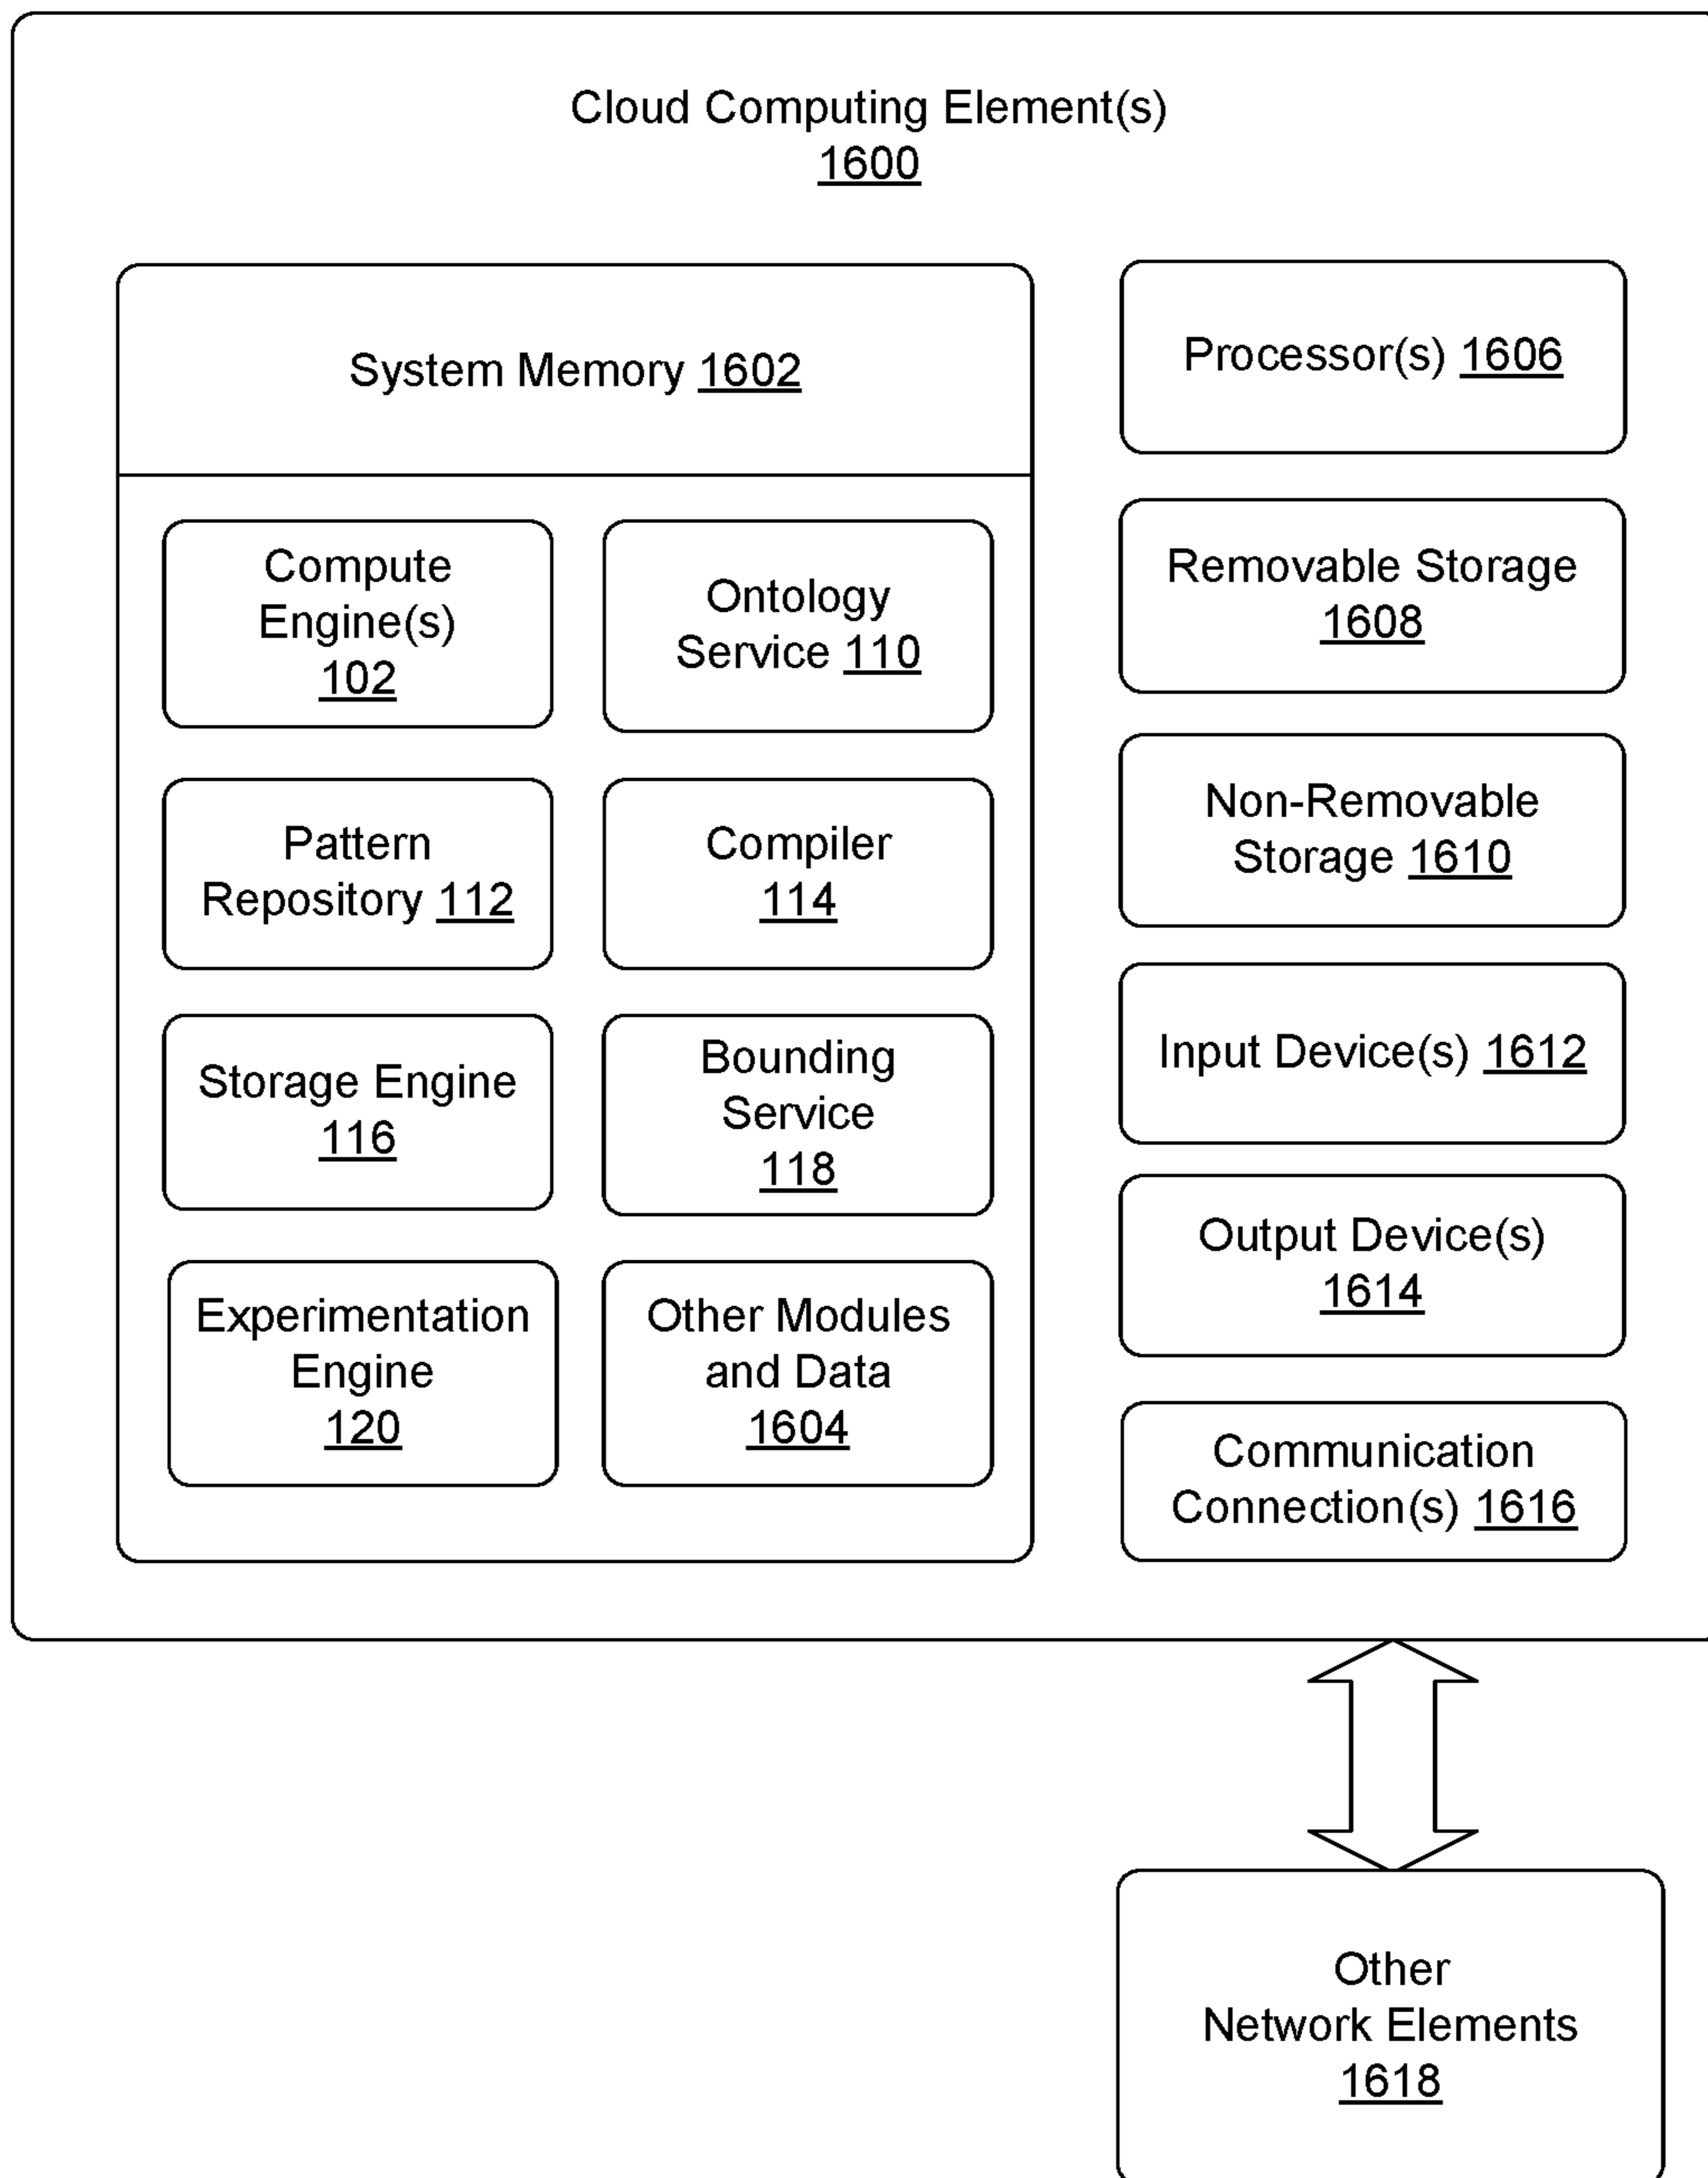 Cloud Computing Element(s)
1600
System Memory 1602
Compute
Engine(s)
102
Ontology
Service 110
Pattern
Repository 112
Compiler
114
Storage Engine
116
Bounding
Service
118
Experimentation
Engine
120
Other Modules
and Data
1604
Processor(s) 1606
Removable Storage
1608
Non-Removable
Storage 1610
Input Device(s) 1612
Output Device(s)
1614
Communication
Connection(s) 1616
Other
Network Elements
1618